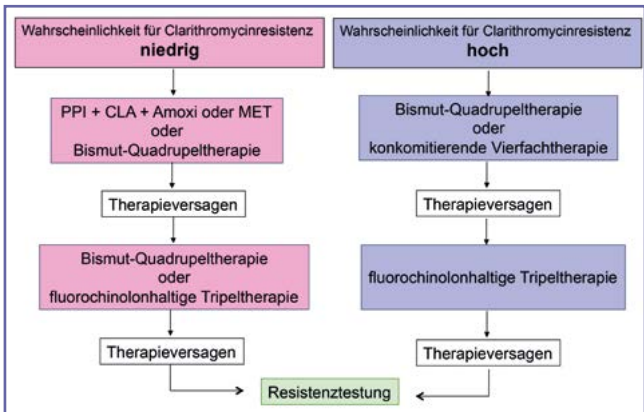 Wahrscheinlichkeit für Clarithromycinresistenz
niedrig
PPI + CLA + Amoxi oder MET
oder
Bismut-Quadrupeltherapie
Therapieversagen
Bismut-Quadrupeltherapie
oder
fluorochinolonhaltige Tripeltherapie
Therapieversagen
Wahrscheinlichkeit für Clarithromycinresistenz
hoch
Bismut-Quadrupeltherapie
oder
konkomitierende Vierfachtherapie
Therapieversagen
fluorochinolonhaltige Tripeltherapie
Therapieversagen
Resistenztestung